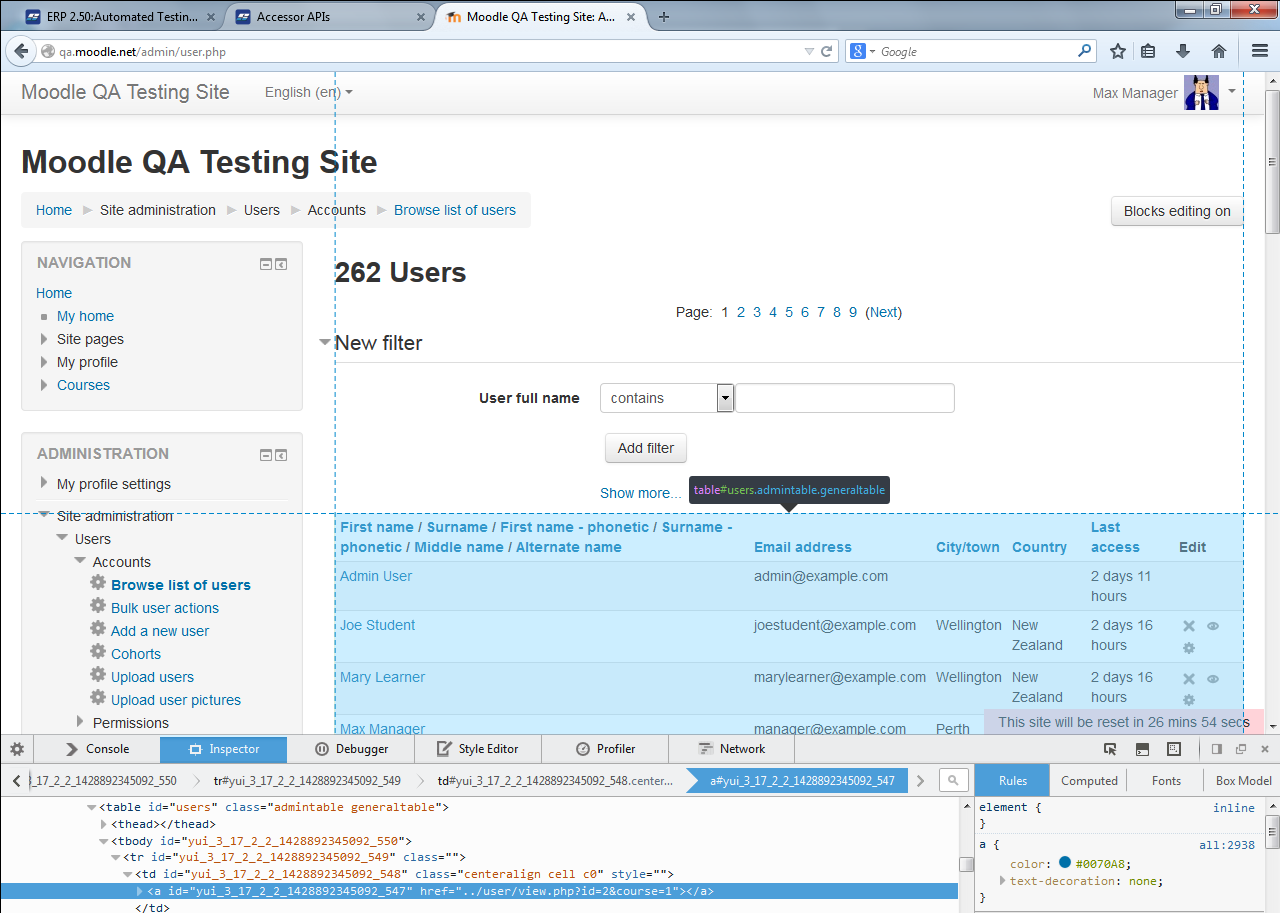 ERP 2.50:Automated Testin...
Accessor APIs
Moodle QA Testing Site: A...
qa.moodle.net/admin/user.php
Google
Moodle QA Testing Site
English (en)
Max Manager
Moodle QA Testing Site
Home
Site administration
Users
Accounts
Browse list of users
Blocks editing on
NAVIGATION
Home
My home
Site pages
My profile
Courses
ADMINISTRATION
My profile settings
Site administration
Users
Accounts
Browse list of users
Bulk user actions
Add a new user
Cohorts
Upload users
Upload user pictures
Permissions
262 Users
Page: 1 2 3 4 5 6 7 8 9 (Next)
New filter
User full name contains
Add filter
Show more...
table#users.admintable.generaltable
First name / Surname / First name - phonetic / Surname -
phonetic / Middle name / Alternate name
Email address
City/town
Country
Last
access
Edit
Admin User
admin@example.com
2 days 11
hours
Joe Student
joestudent@example.com
Wellington
New
Zealand
2 days 16
hours
Mary Learner
marylearner@example.com
Wellington
New
Zealand
2 days 16
hours
Max Manager
manager@example.com
Perth
This site will be reset in 26 mins 54 secs
Console
Inspector
Debugger
Style Editor
Profiler
Network
_17_2_2_1428892345092_550
tr#yui_3_17_2_2_1428892345092_549
td#yui_3_17_2_2_1428892345092_548.center...
a#yui_3_17_2_2_1428892345092_547
Rules
Computed
Fonts
Box Model
<table id="users" class="admintable generaltable">
<thead></thead>
<tbody id="yui_3_17_2_2_1428892345092_550">
<tr id="yui_3_17_2_2_1428892345092_549" class="">
<td id="yui_3_17_2_2_1428892345092_548" class="centeralign cell c0" style="">
<a id="yui_3_17_2_2_1428892345092_547" href="../user/view.php?id=2&course=1"></a>
</td>
element {
inline
}
a {
all:2938
color: #0070A8;
text-decoration: none;
}